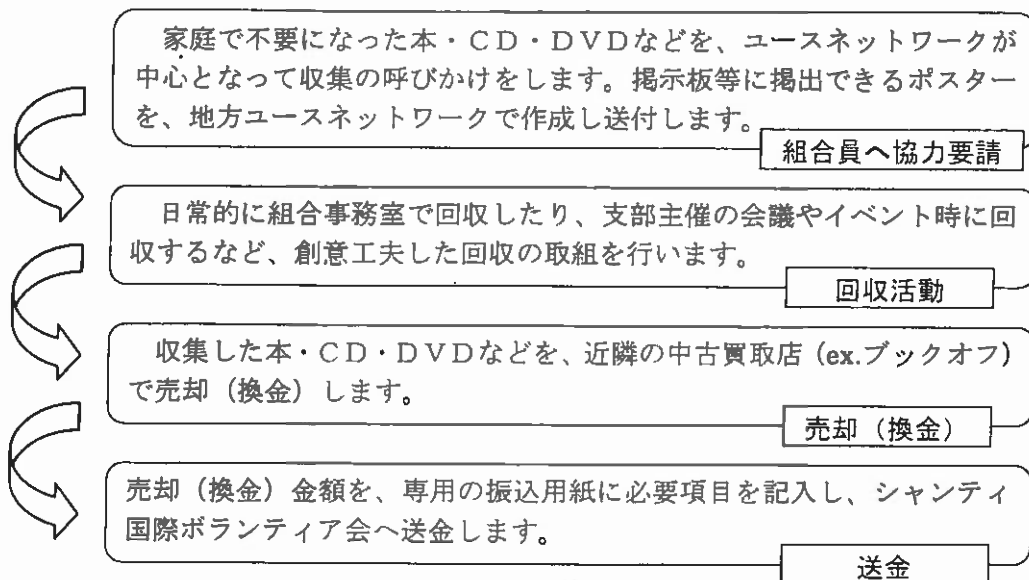 家庭で不要になった本・ＣＤ・ＤＶＤなどを、ユースネットワークが
中心となって収集の呼びかけをします。掲示板等に掲出できるポスター
を、地方ユースネットワークで作成し送付します。
組合員へ協力要請
日常的に組合事務室で回収したり、支部主催の会議やイベント時に回
収するなど、創意工夫した回収の取組を行います。
回収活動
収集した本・ＣＤ・ＤＶＤなどを、近隣の中古買取店（ex.ブックオフ）
で売却（換金）します。
売却（換金）
売却（換金）金額を、専用の振込用紙に必要項目を記入し、シャンティ
国際ボランティア会へ送金します。
送金